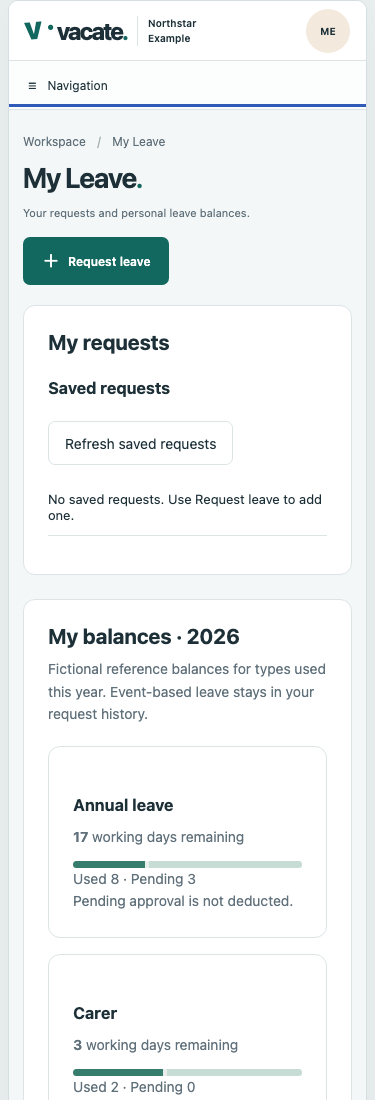 vacate.
Northstar
Example
ME
≡ Navigation
Workspace / My Leave
My Leave.
Your requests and personal leave balances.
+ Request leave
My requests
Saved requests
Refresh saved requests
No saved requests. Use Request leave to add
one.
My balances · 2026
Fictional reference balances for types used
this year. Event-based leave stays in your
request history.
Annual leave
17 working days remaining
Used 8 · Pending 3
Pending approval is not deducted.
Carer
3 working days remaining
Used 2 · Pending 0